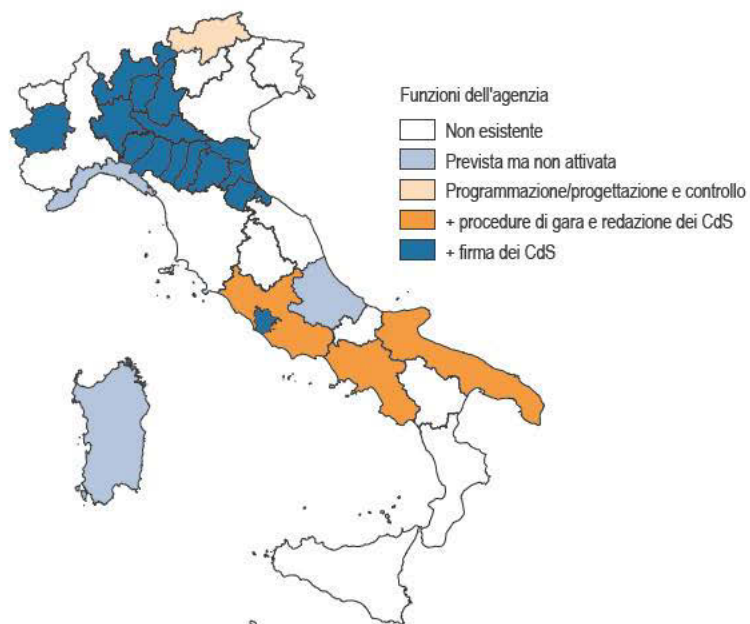 Funzioni dell'agenzia
Non esistente
Prevista ma non attivata
Programmazione/progettazione e controllo
+ procedure di gara e redazione dei CdS
+ firma dei CdS